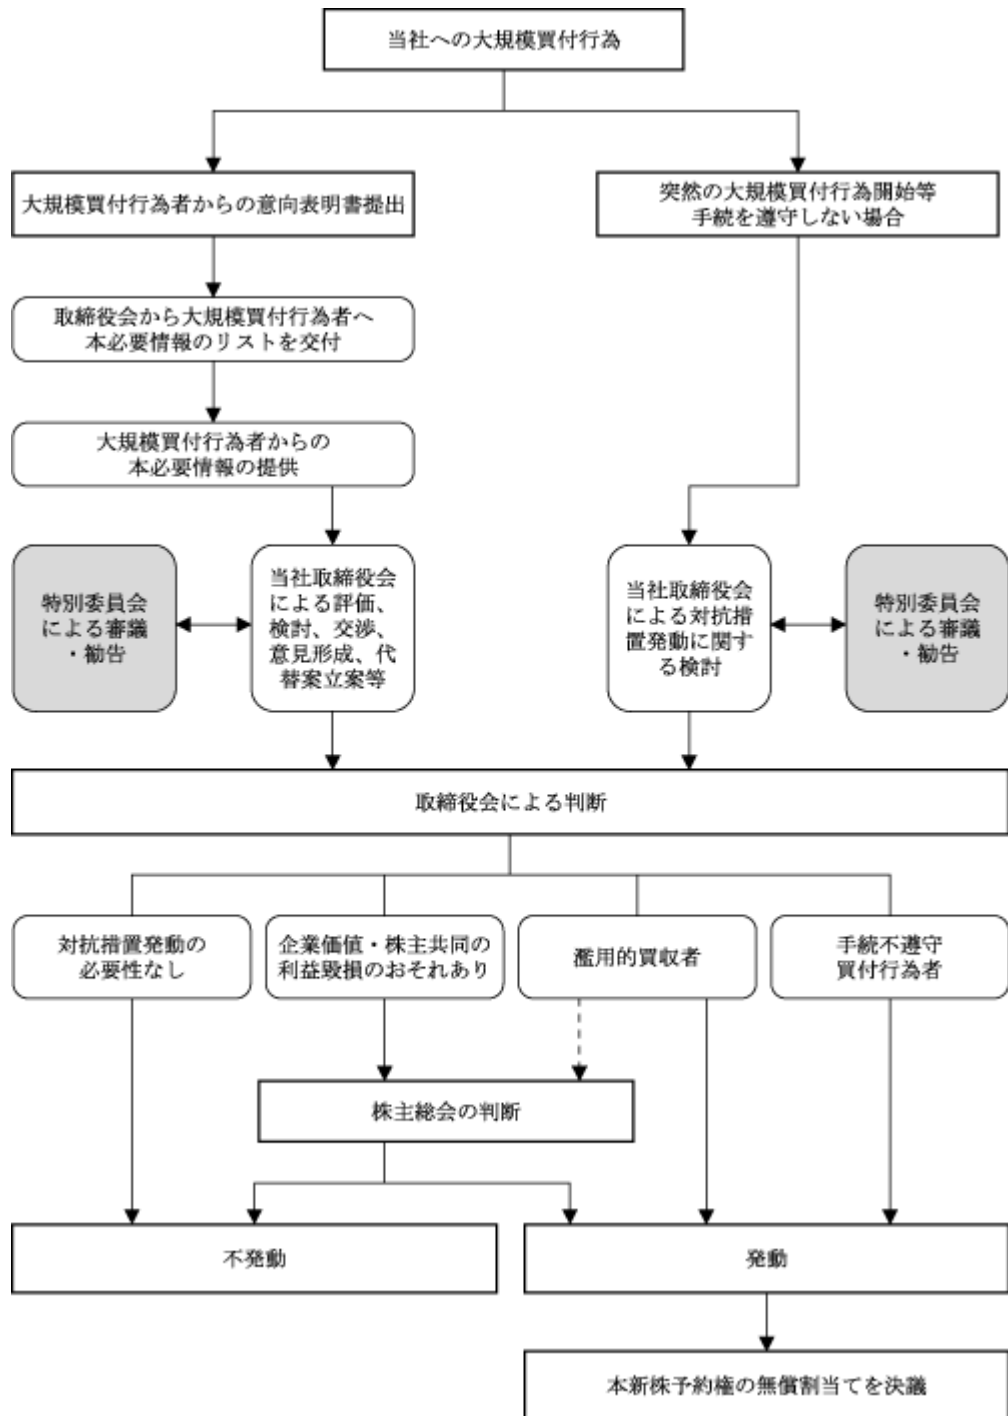 当社への大規模買付行為
大規模買付行為者からの意向表明書提出
突然の大規模買付行為開始等
手続を遵守しない場合
取締役会から大規模買付行為者へ
本必要情報のリストを交付
大規模買付行為者からの
本必要情報の提供
特別委員会
による審議
・勧告
当社取締役会
による評価、
検討、交渉、
意見形成、代
替案立案等
当社取締役会
による対抗措
置発動に関す
る検討
特別委員会
による審議
・勧告
取締役会による判断
対抗措置発動の
必要性なし
企業価値・株主共同の
利益毀損のおそれあり
濫用的買収者
手続不遵守
買付行為者
株主総会の判断
不発動
発動
本新株予約権の無償割当てを決議